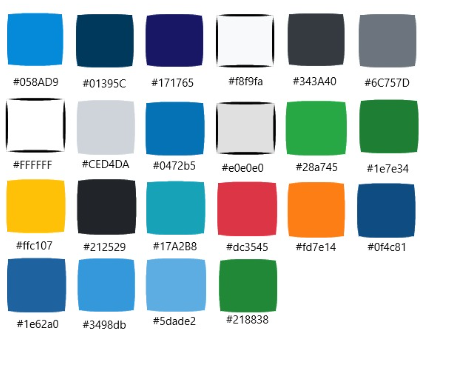 #058AD9 #01395C #171765 #f8f9fa #343A40 #6C757D
#FFFFFF #CED4DA #0472b5 #e0e0e0 #28a745 #1e7e34
#ffc107 #212529 #17A2B8 #dc3545 #fd7e14 #0f4c81
#1e62a0 #3498db #5dade2 #218838